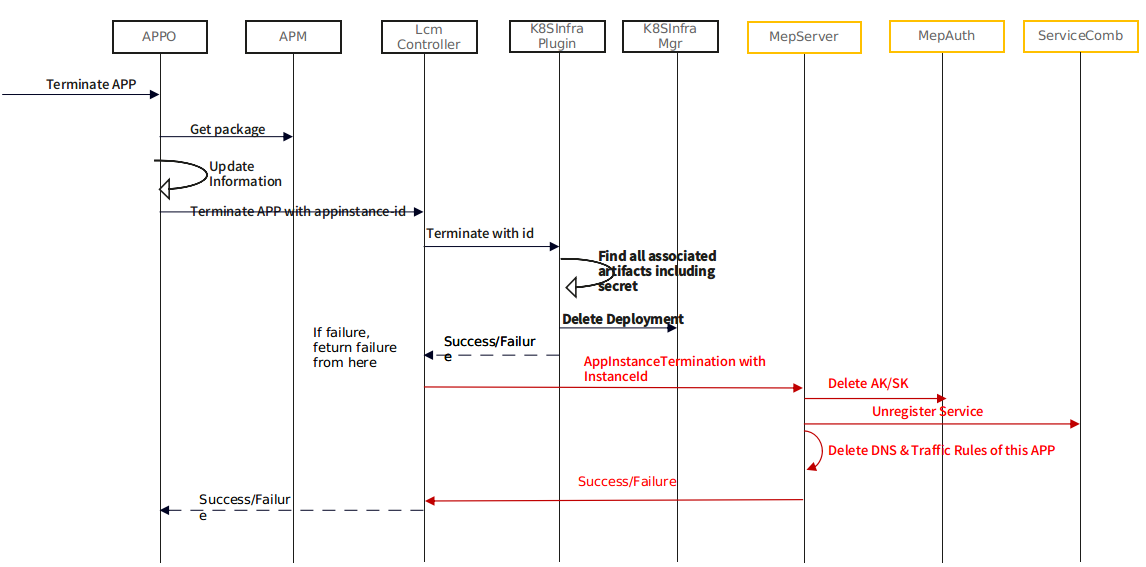 APPO
APM
Lcm
Controller
K8SInfra
Plugin
K8SInfra
Mgr
MepServer
MepAuth
ServiceComb
Terminate APP
Get package
Update
Information
Terminate APP with appinstance-id
Terminate with id
Find all associated
artifacts including
secret
Delete Deployment
If failure,
feturn failure
from here
Success/Failur
e
AppInstanceTermination with
InstanceId
Delete AK/SK
Unregister Service
Delete DNS & Traffic Rules of this APP
Success/Failure
Success/Failur
e